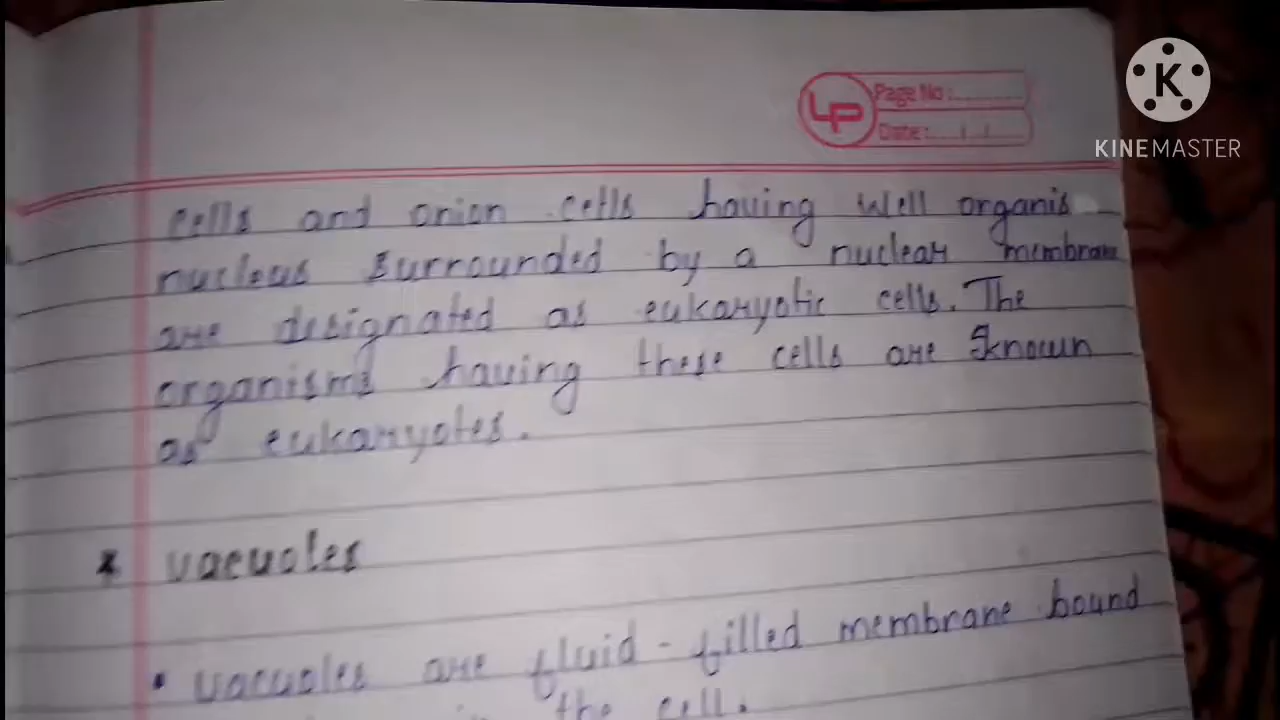 LP
Page No :
Date :
K
KINEMASTER
cells and onion cells having well organis
nucleus surrounded by a nuclear membrane
are designated as eukaryotic cells. The
organisms having these cells are known
as eukaryotes.
* vacuoles
• vacuoles are fluid-filled membrane bound
in the cell.